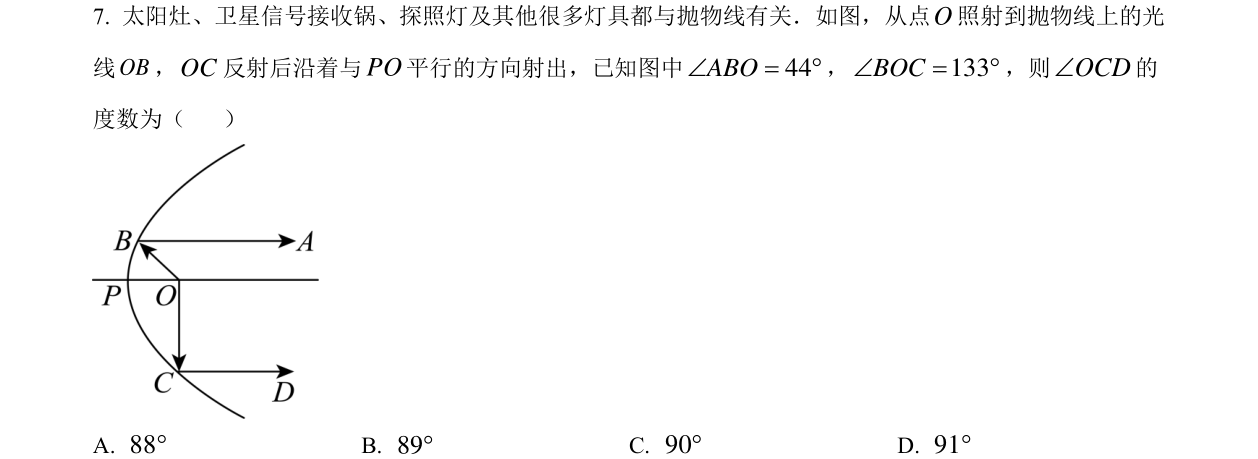 7. 太阳灶、卫星信号接收锅、探照灯及其他很多灯具都与抛物线有关．如图，从点O照射到抛物线上的光
线OB，OC反射后沿着与PO平行的方向射出，已知图中∠ABO=44°，∠BOC=133°，则∠OCD的
度数为（ ）
B A
P O
C D
A. 88° B. 89° C. 90° D. 91°